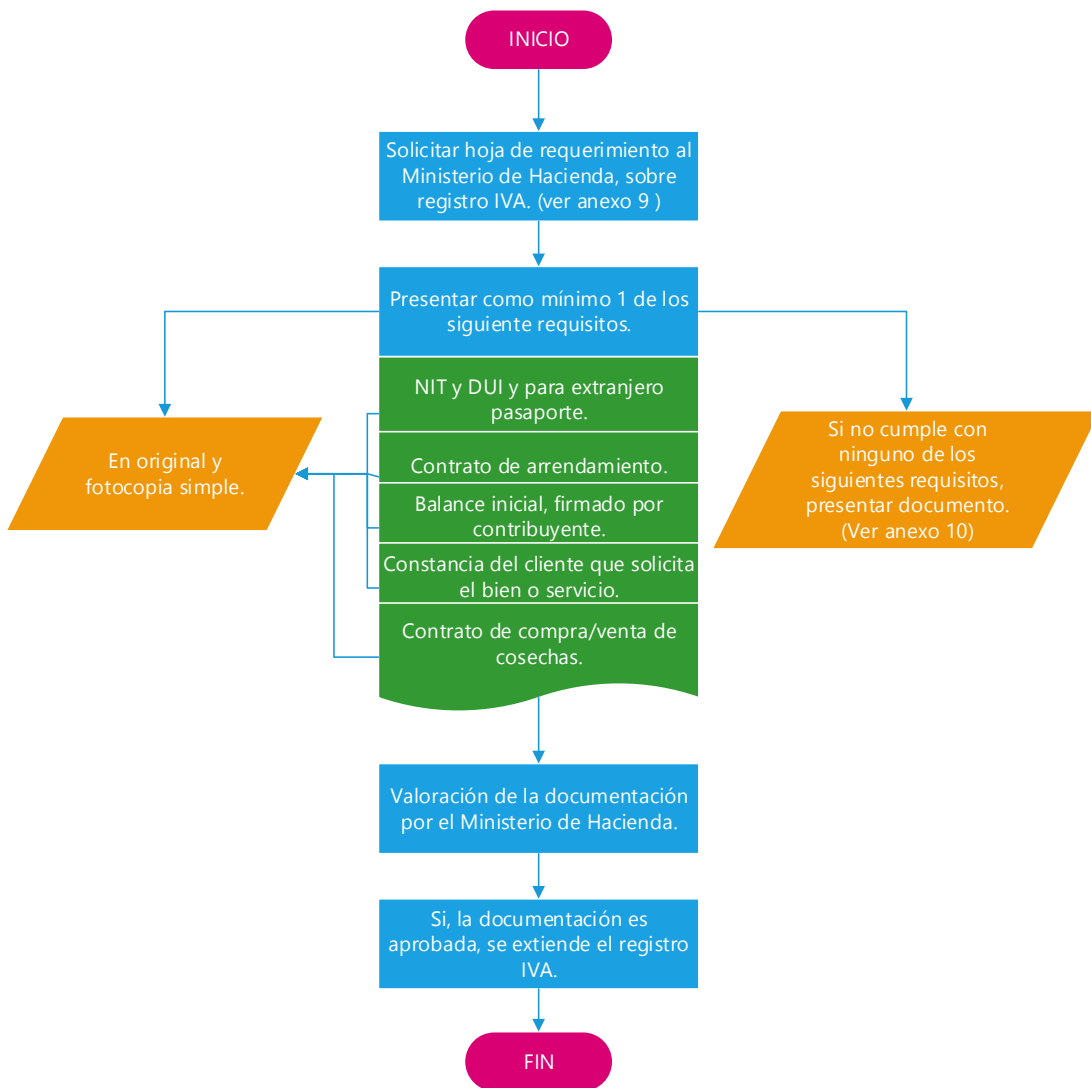 INICIO
Solicitar hoja de requerimiento al
Ministerio de Hacienda, sobre
registro IVA. (ver anexo 9 )
Presentar como mínimo 1 de los
siguiente requisitos.
NIT y DUI y para extranjero
pasaporte.
Contrato de arrendamiento.
Balance inicial, firmado por
contribuyente.
Constancia del cliente que solicita
el bien o servicio.
Contrato de compra/venta de
cosechas.
En original y
fotocopia simple.
Si no cumple con
ninguno de los
siguientes requisitos,
presentar documento.
(Ver anexo 10)
Valoración de la documentación
por el Ministerio de Hacienda.
Si, la documentación es
aprobada, se extiende el registro
IVA.
FIN